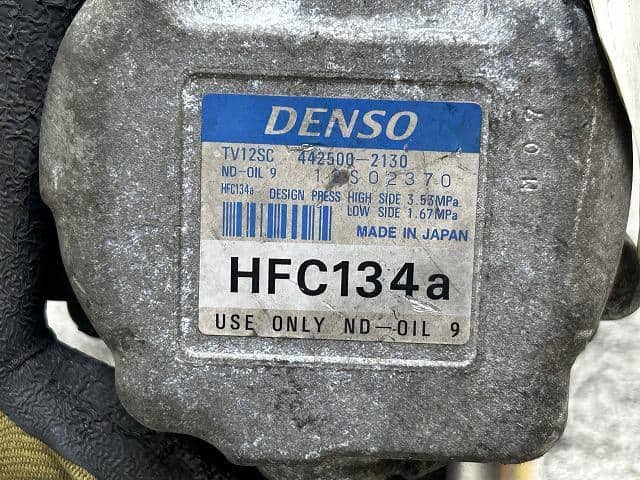 DENSO
TV12SC 442500-2130
ND-OIL 9
HFC134a DESIGN PRESS HIGH SIDE 3.53MPa
LOW SIDE 1.67MPa
MADE IN JAPAN
HFC134a
USE ONLY ND-OIL 9